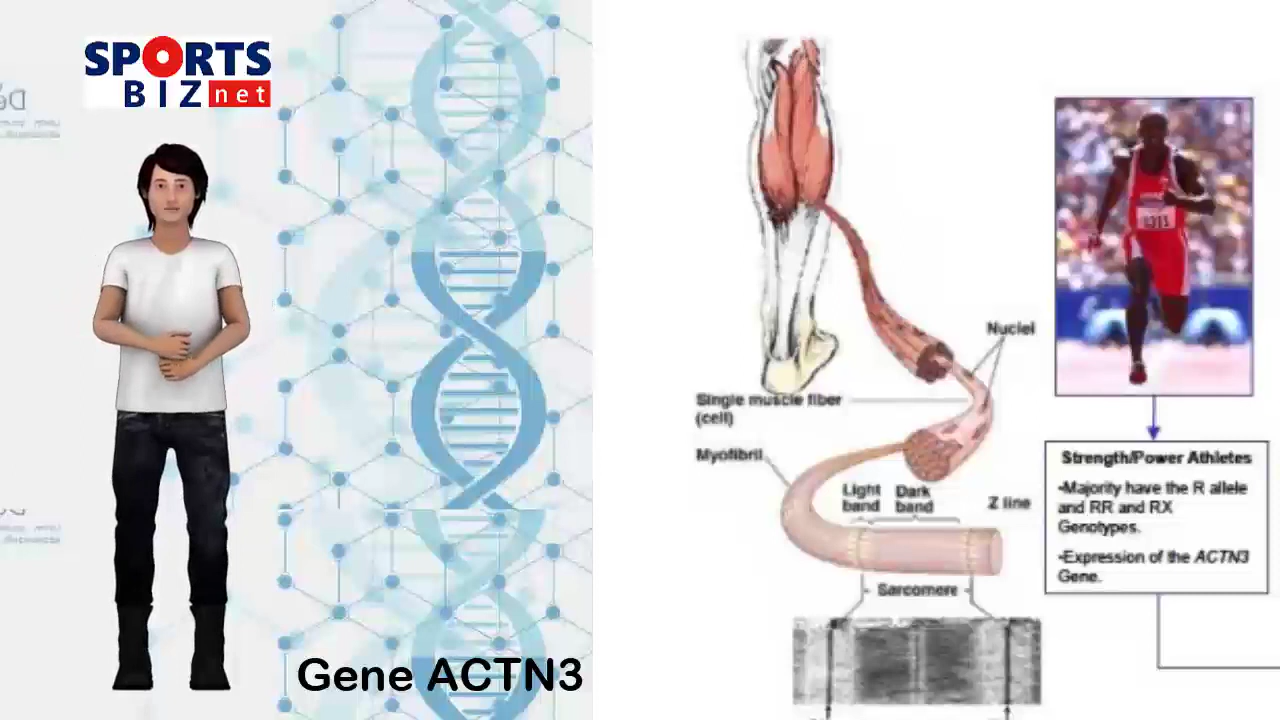 SPORTS
BIZ net
Gene ACTN3
Nuclei
Single muscle fiber
(cell)
Myofibril
Light
band
Dark
band
Z line
Sarcomere
1313
Strength/Power Athletes
•Majority have the R allele
and RR and RX
Genotypes.
•Expression of the ACTN3
Gene.